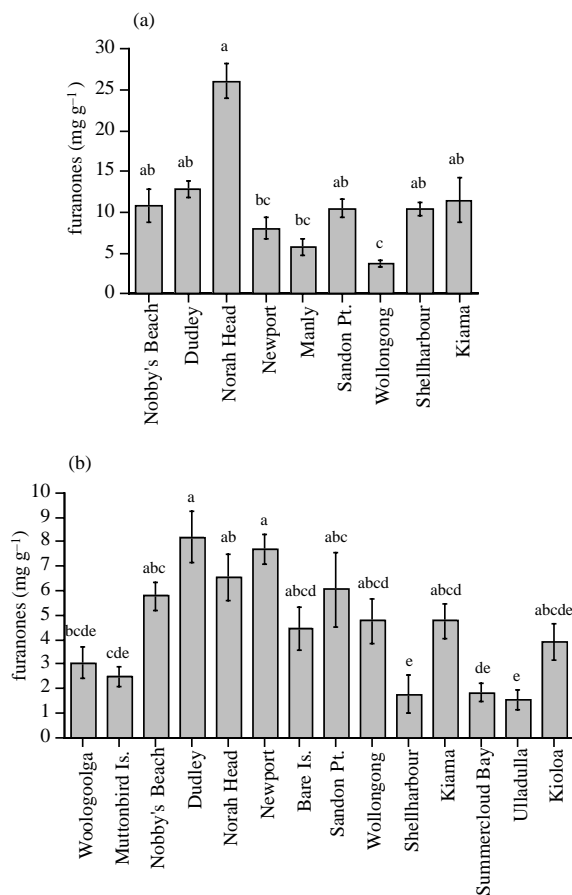 (a)
furanones (mg g⁻¹)
30
25
20
15
10
5
0
ab
ab
a
bc
bc
ab
c
ab
ab
Nobby's Beach
Dudley
Norah Head
Newport
Manly
Sandon Pt.
Wollongong
Shellharbour
Kiama
(b)
furanones (mg g⁻¹)
10
9
8
7
6
5
4
3
2
1
0
bcde
cde
abc
a
ab
a
abcd
abc
abcd
e
abcd
de
e
abcde
Woologoolga
Muttonbird Is.
Nobby's Beach
Dudley
Norah Head
Newport
Bare Is.
Sandon Pt.
Wollongong
Shellharbour
Kiama
Summercloud Bay
Ulladulla
Kioloa